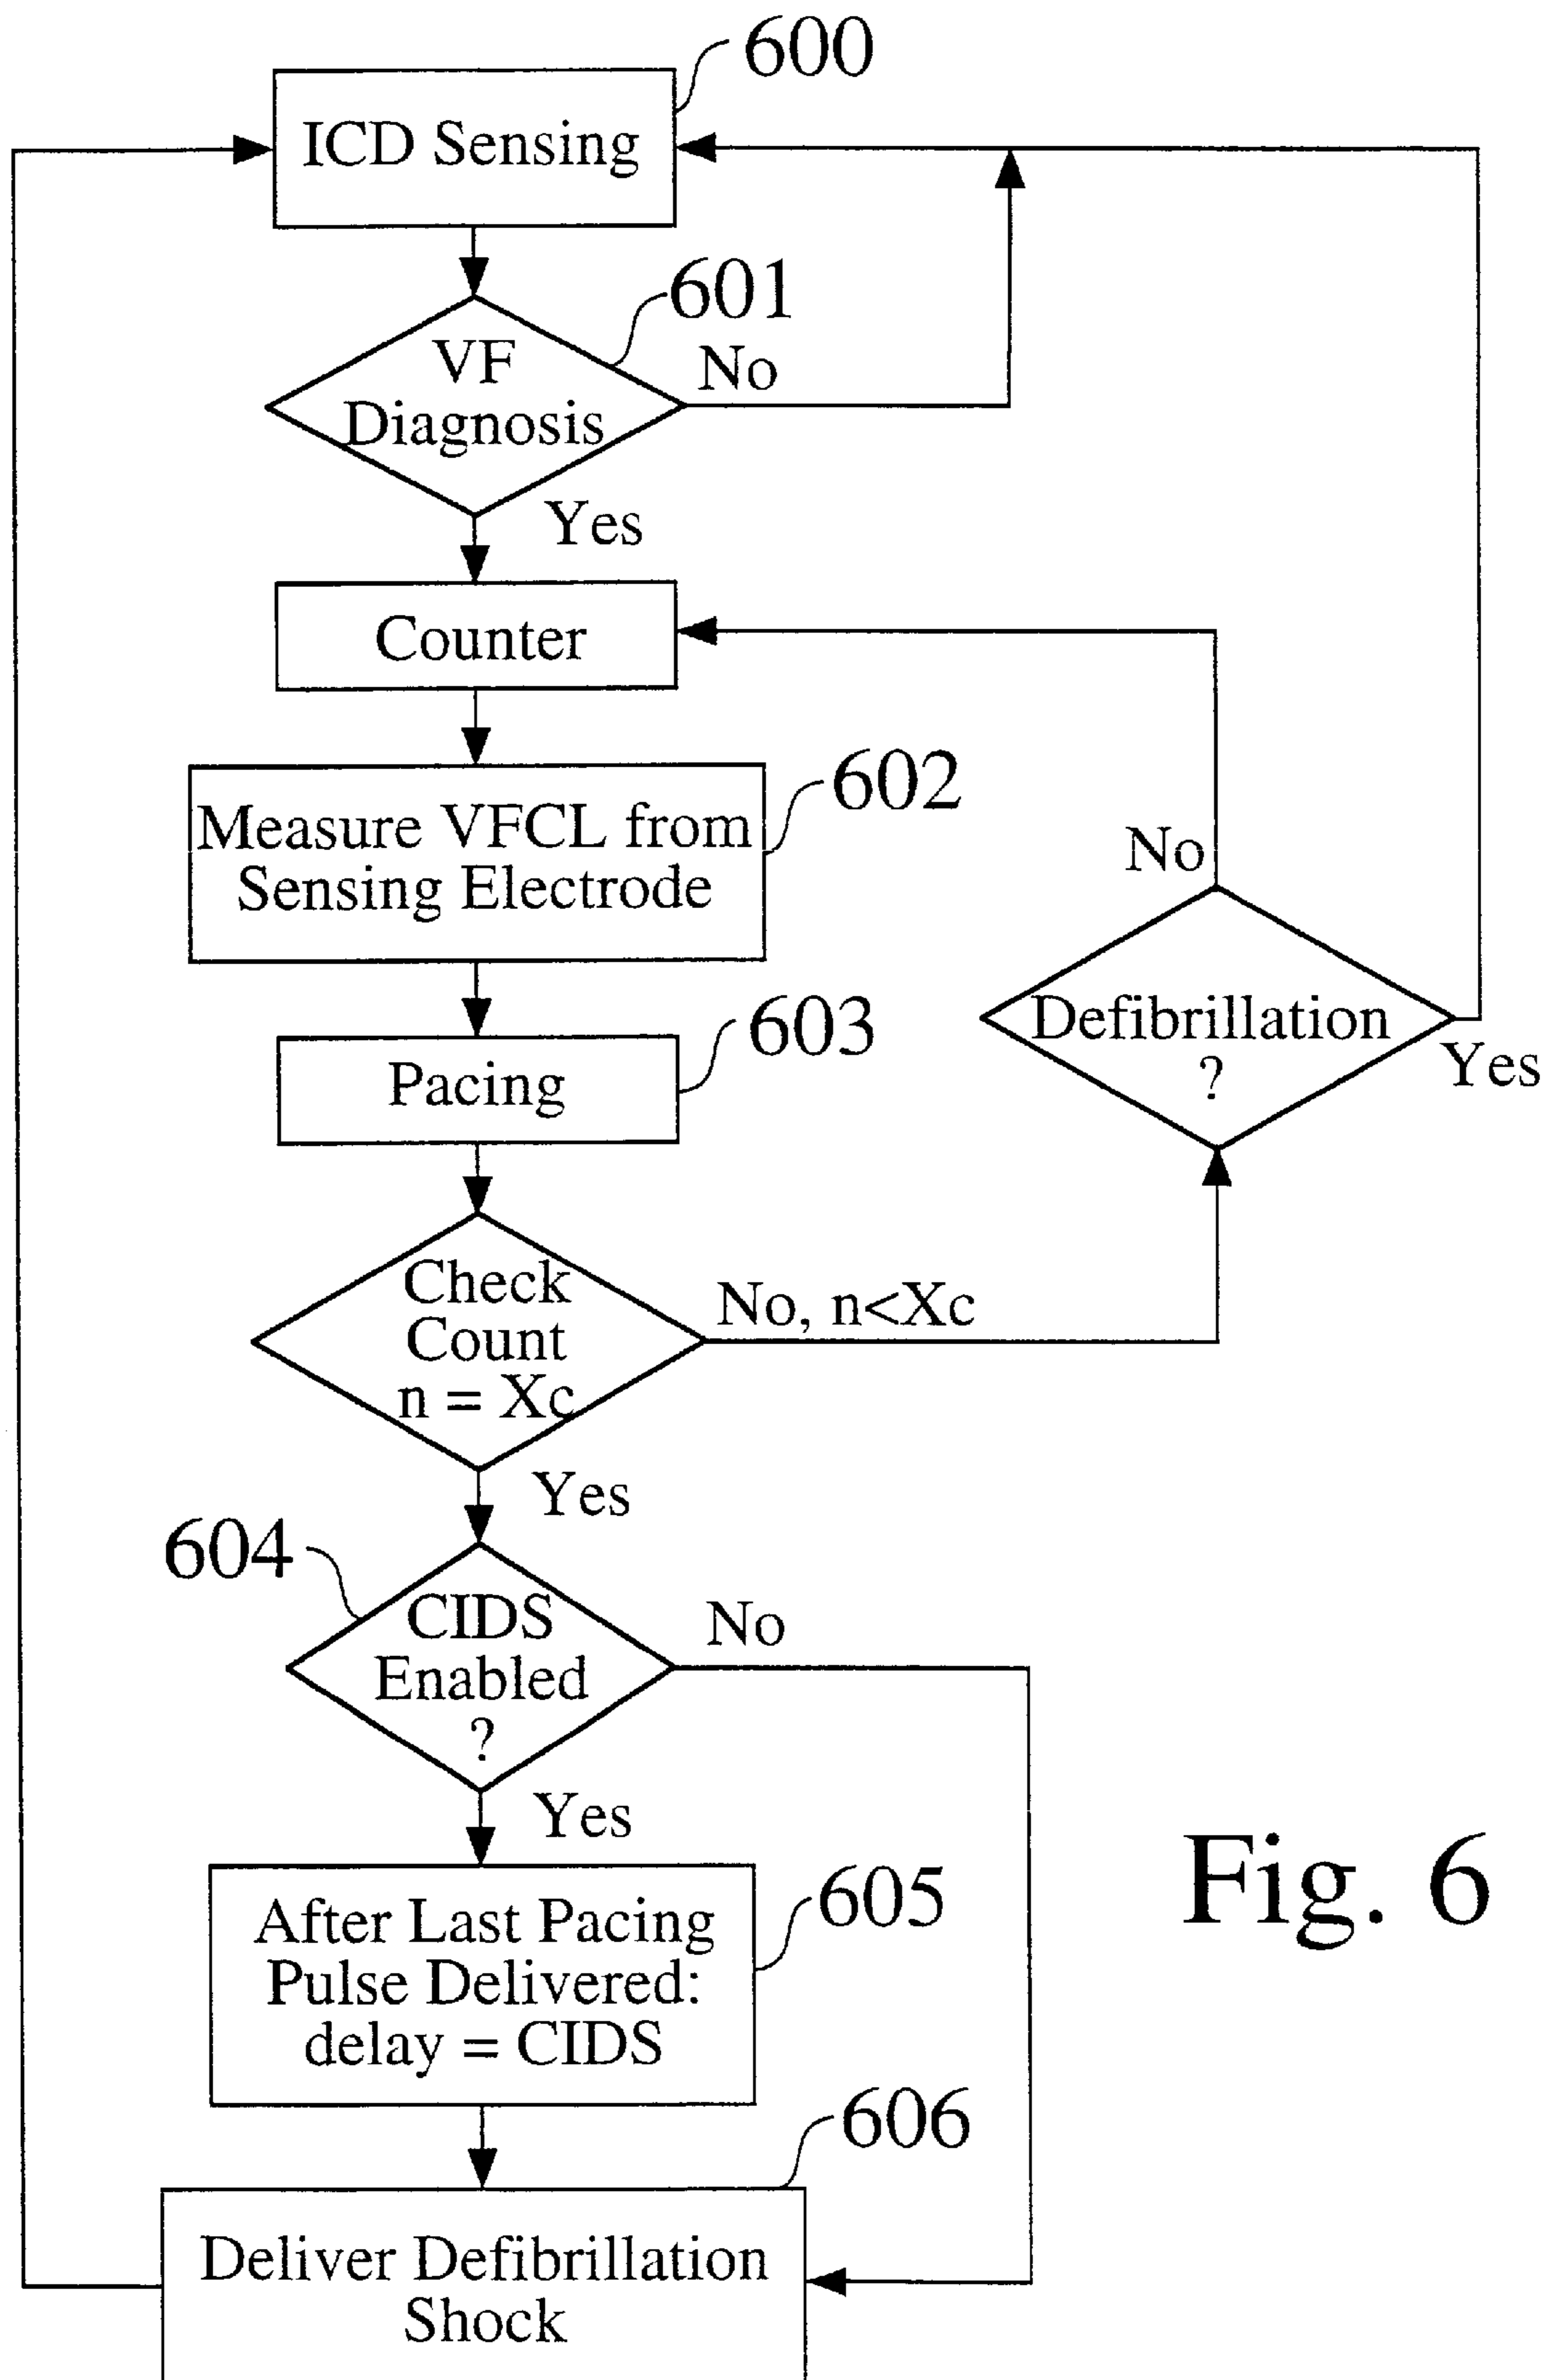 600
ICD Sensing
601
VF
Diagnosis
No
Yes
Counter
602
Measure VFCL from
Sensing Electrode
No
603
Pacing
Defibrillation
?
Yes
Check
Count
n = Xc
No, n<Xc
Yes
604
CIDS
Enabled
?
No
Yes
605
After Last Pacing
Pulse Delivered:
delay = CIDS
Fig. 6
606
Deliver Defibrillation
Shock